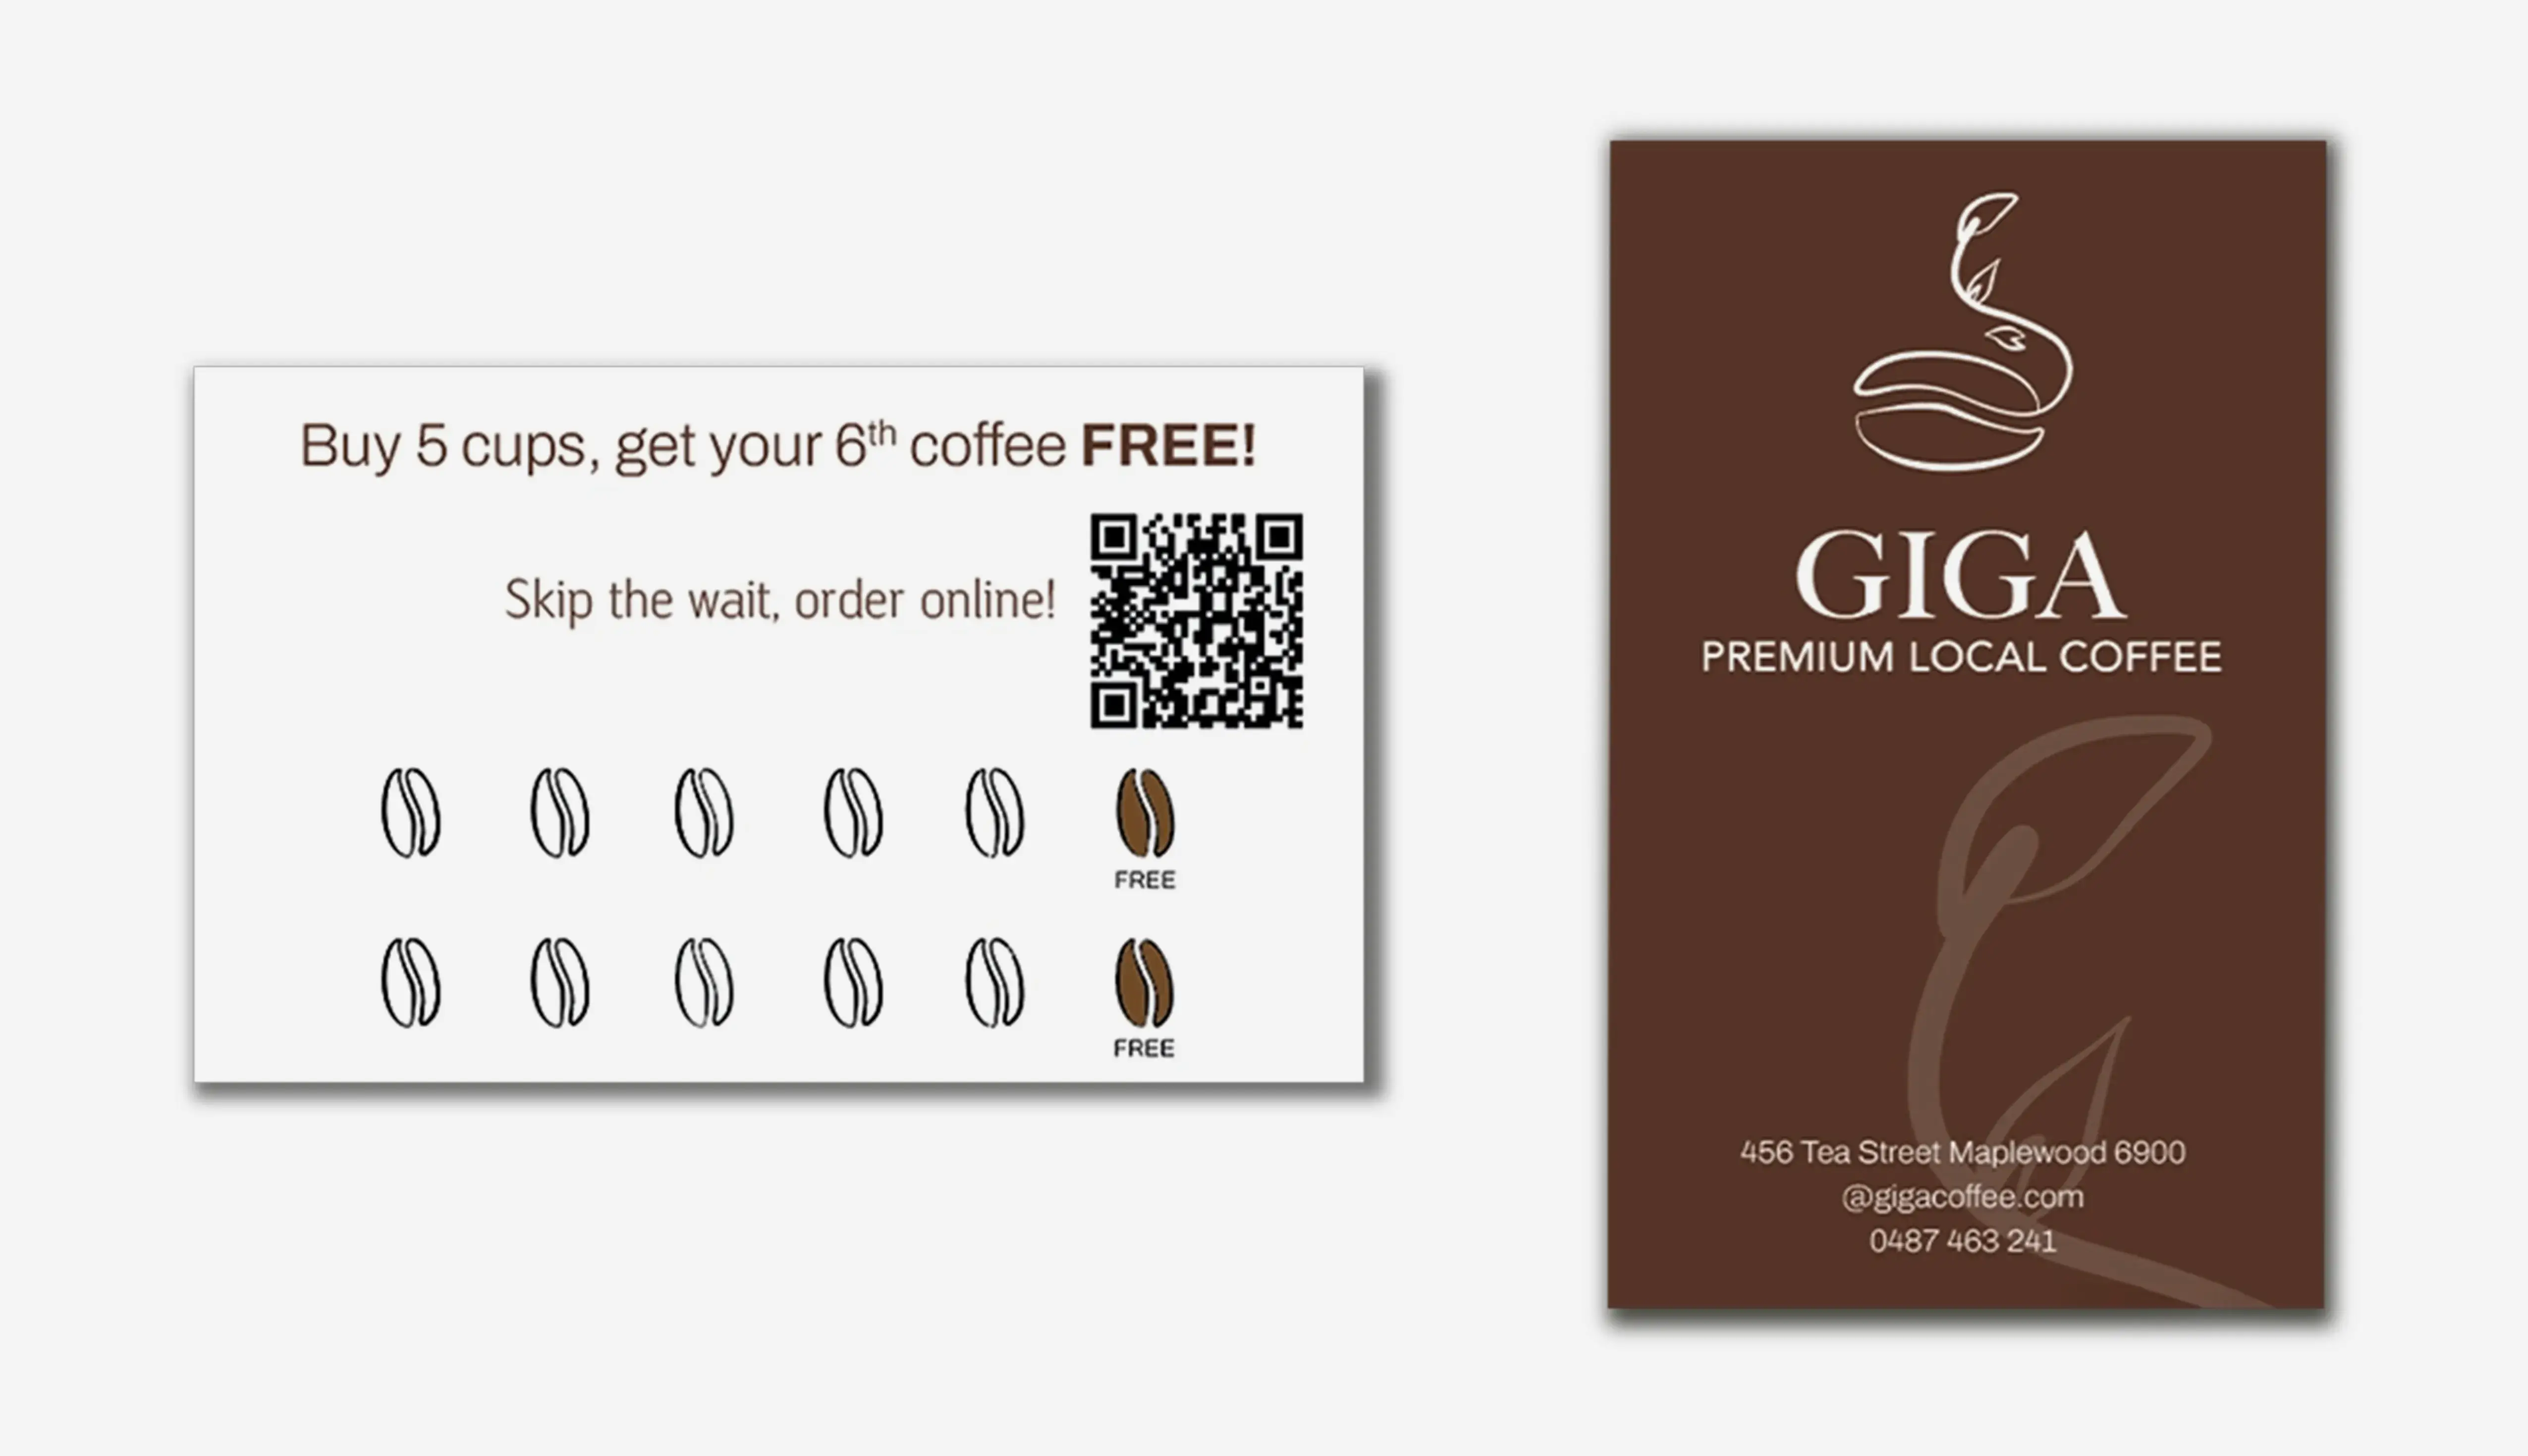 Buy 5 cups, get your 6th coffee FREE!
Skip the wait, order online!
FREE
FREE
GIGA
PREMIUM LOCAL COFFEE
456 Tea Street Maplewood 6900
@gigacoffee.com
0487 463 241